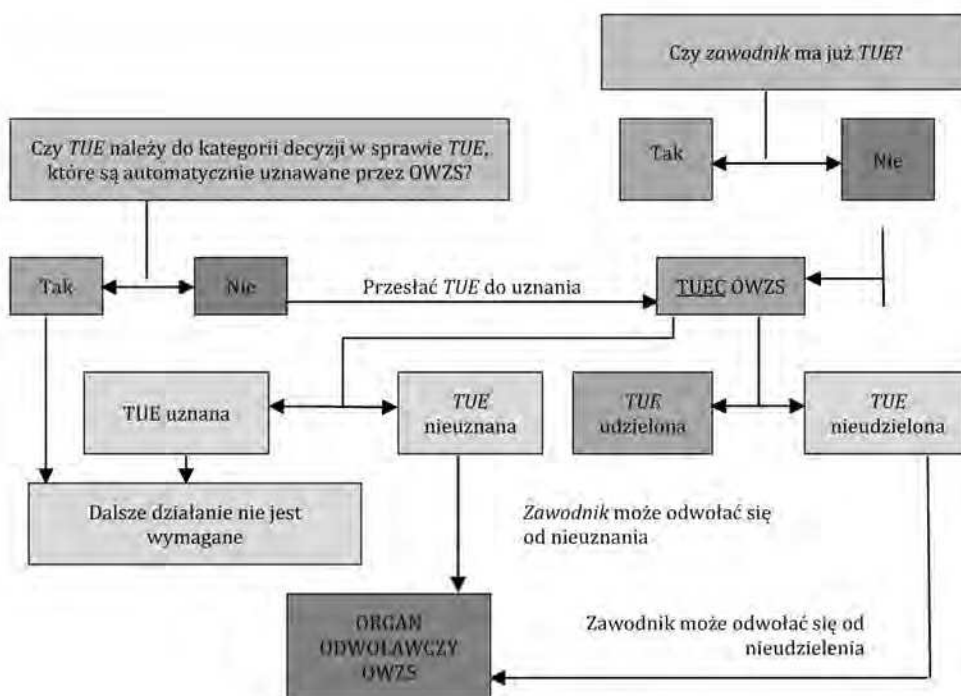 Czy zawodnik ma już TUE?
Tak
Nie
Czy TUE należy do kategorii decyzji w sprawie TUE,
które są automatycznie uznawane przez OWZS?
Tak
Nie
Przesłać TUE do uznania
TUEC OWZS
TUE uznana
TUE
nieuznana
TUE
udzielona
TUE
nieudzielona
Dalsze działanie nie jest
wymagane
Zawodnik może odwołać się
od nieuznania
ORGAN
ODWOŁAWCZY
OWZS
Zawodnik może odwołać się od
nieudzielenia